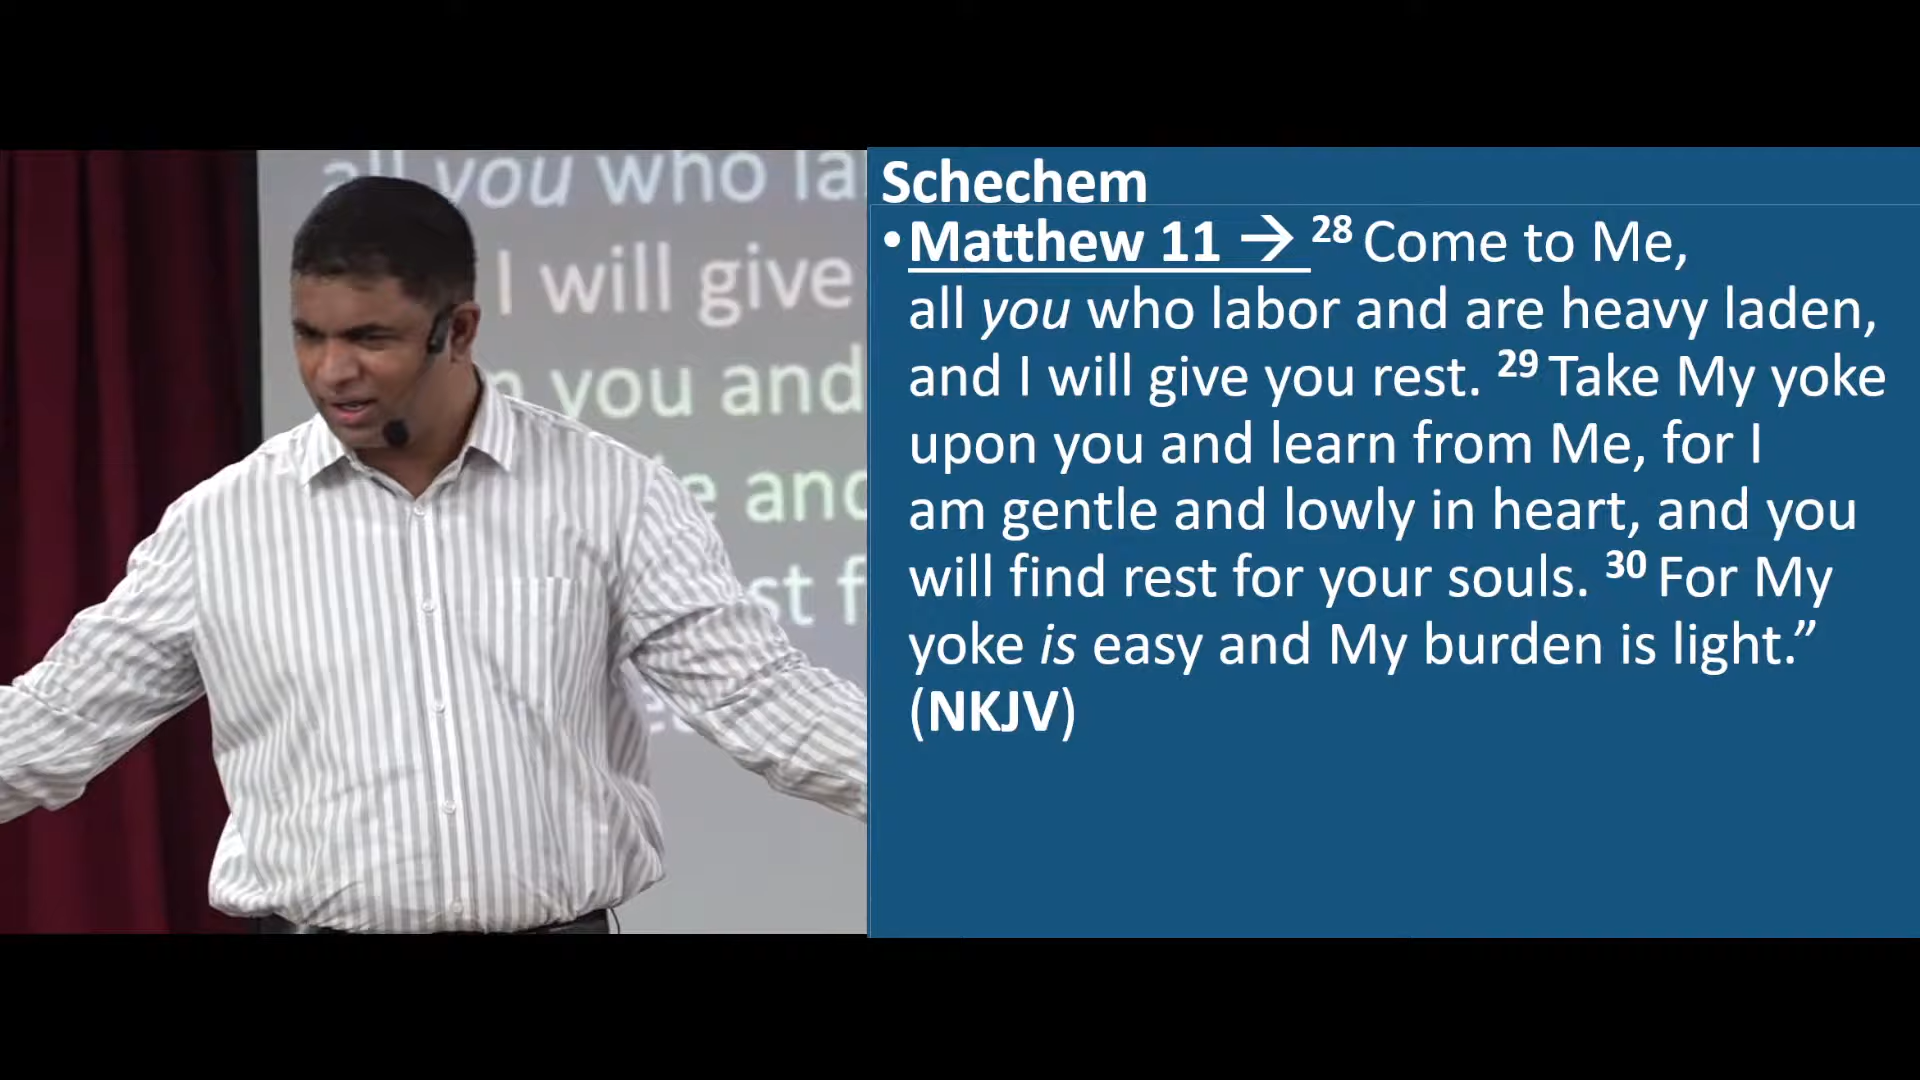 all you who la
I will give
you and
e and
st f
Schechem
•Matthew 11 → 28 Come to Me,
all you who labor and are heavy laden,
and I will give you rest. 29 Take My yoke
upon you and learn from Me, for I
am gentle and lowly in heart, and you
will find rest for your souls. 30 For My
yoke is easy and My burden is light.”
(NKJV)